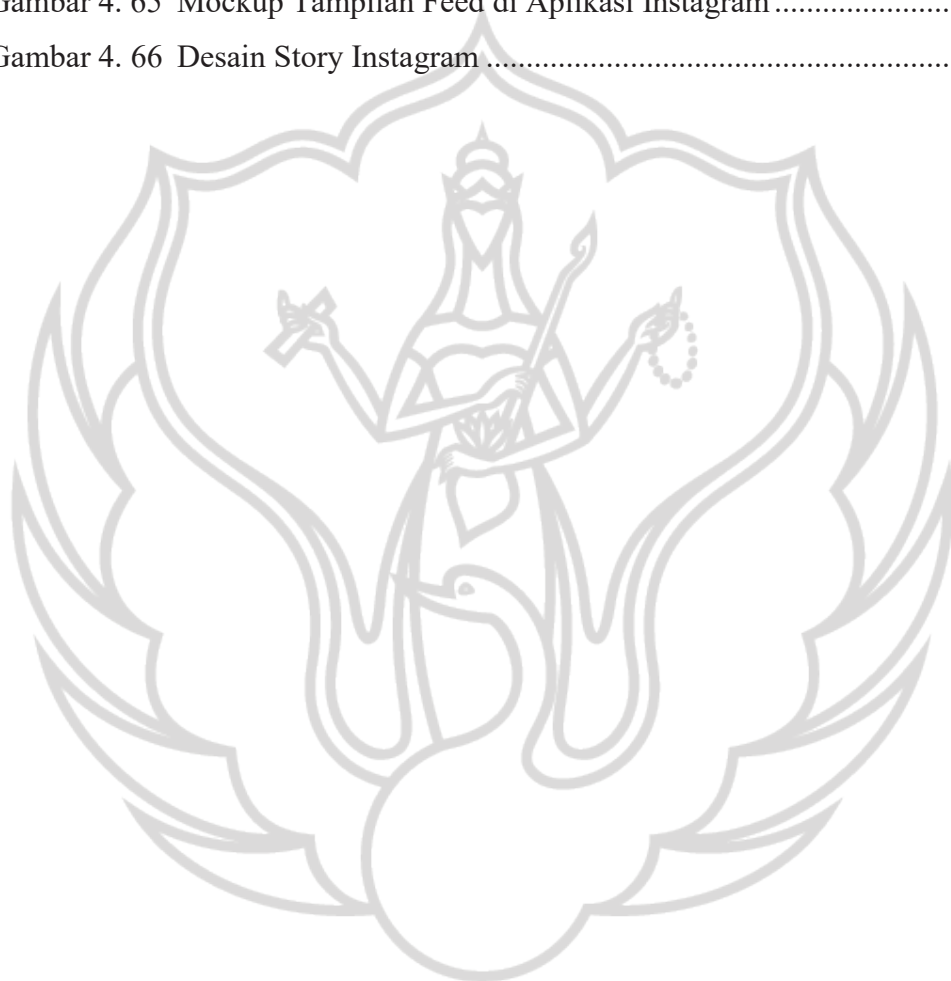 Gambar 4. 65 Mockup Tampilan Feed di Aplikasi Instagram........................
Gambar 4. 66 Desain Story Instagram................................................................